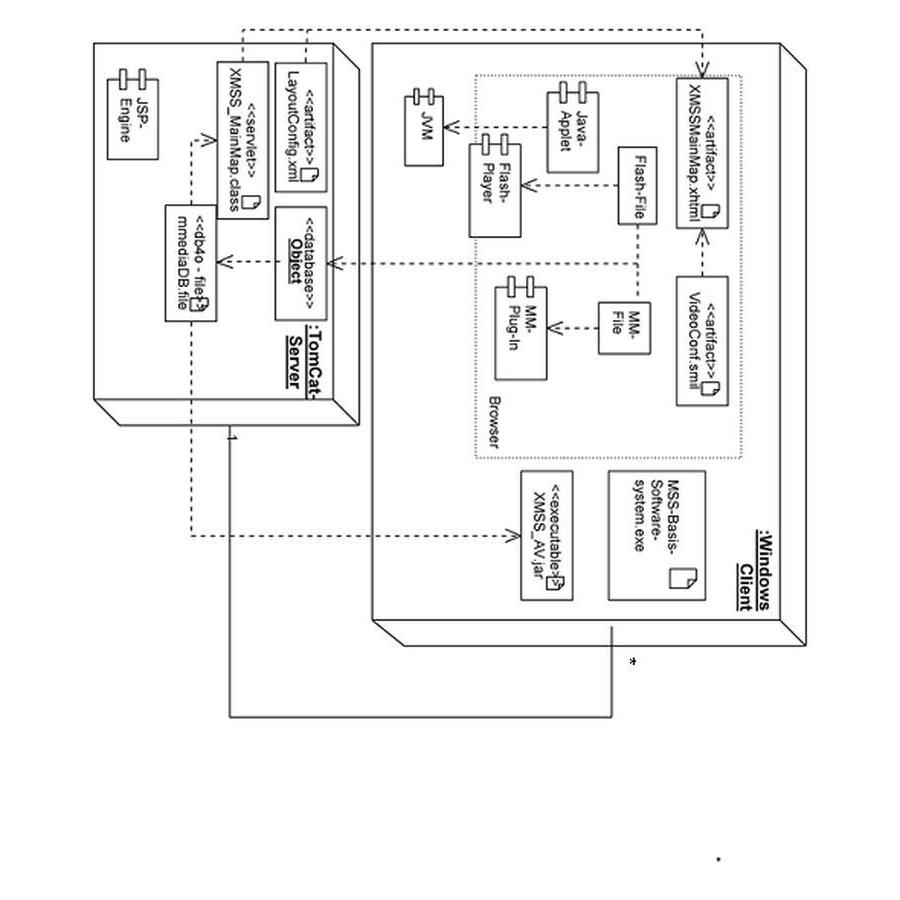 :Windows
Client
<<artifact>>
XMSSMainMap.xhtml
<<artifact>>
VideoConf.smil
Flash-File
MM-
File
Java-
Applet
Flash-
Player
MM-
Plug-In
JVM
Browser
MSS-Basis-
Software-
system.exe
<<executable>>
XMSS_AV.jar
*
:TomCat-
Server
<<artifact>>
LayoutConfig.xml
<<database>>
Object
<<servlet>>
XMSS_MainMap.class
<<db4o - file>>
mmediaDB.file
JSP-
Engine
1